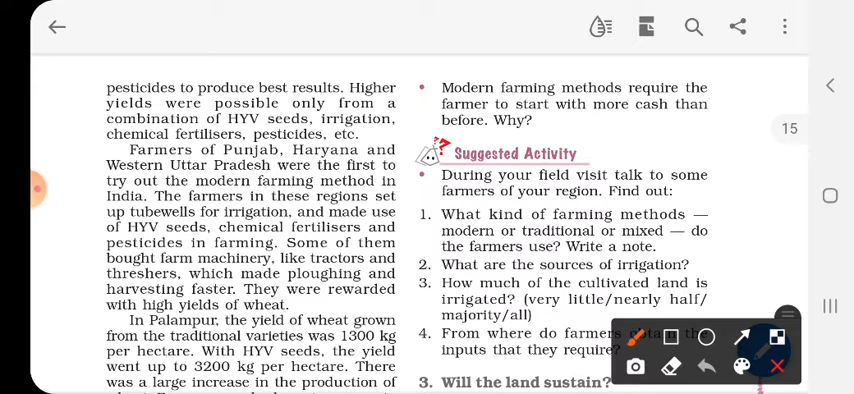 pesticides to produce best results. Higher
yields were possible only from a
combination of HYV seeds, irrigation,
chemical fertilisers, pesticides, etc.
Farmers of Punjab, Haryana and
Western Uttar Pradesh were the first to
try out the modern farming method in
India. The farmers in these regions set
up tubewells for irrigation, and made use
of HYV seeds, chemical fertilisers and
pesticides in farming. Some of them
bought farm machinery, like tractors and
threshers, which made ploughing and
harvesting faster. They were rewarded
with high yields of wheat.
In Palampur, the yield of wheat grown
from the traditional varieties was 1300 kg
per hectare. With HYV seeds, the yield
went up to 3200 kg per hectare. There
was a large increase in the production of
• Modern farming methods require the
farmer to start with more cash than
before. Why?
Suggested Activity
• During your field visit talk to some
farmers of your region. Find out:
1. What kind of farming methods —
modern or traditional or mixed — do
the farmers use? Write a note.
2. What are the sources of irrigation?
3. How much of the cultivated land is
irrigated? (very little/nearly half/
majority/all)
4. From where do farmers obtain the
inputs that they require?
3. Will the land sustain?
15